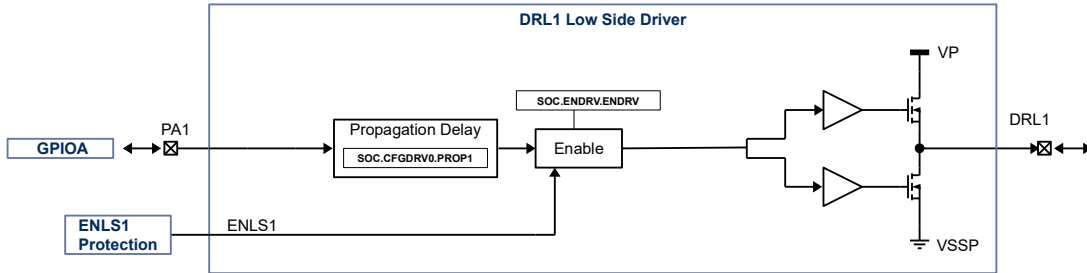 DRL1 Low Side Driver
VP
SOC.ENDRV.ENDRV
PA1
Propagation Delay
DRL1
GPIOA
SOC.CFGDRV0.PROP1
Enable
ENLS1
Protection
ENLS1
VSSP